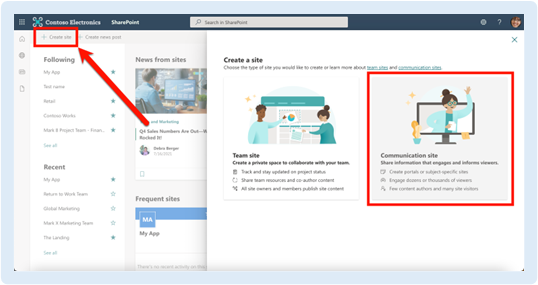 Contoso Electronics
SharePoint
Search in SharePoint
+ Create site
+ Create news post
Following
My App
Test name
Retail
Contoso Works
Mark 8 Project Team - Finan...
See all
Recent
My App
Return to Work Team
Global Marketing
Mark X Marketing Team
The Landing
See all
News from sites
and Marketing
Q4 Sales Numbers Are Out—W
Rocked It!
Debra Berger
Frequent sites
MA
My App
There's no recent activity on
Create a site
Choose the type of site you would like to create or learn more about team sites and communication sites.
Team site
Create a private space to collaborate with your team.
Track and stay updated on project status
Share team resources and co-author content
All site owners and members publish site content
Communication site
Share information that engages and informs viewers.
Create portals or subject-specific sites
Engage dozens or thousands of viewers
Few content authors and many site visitors